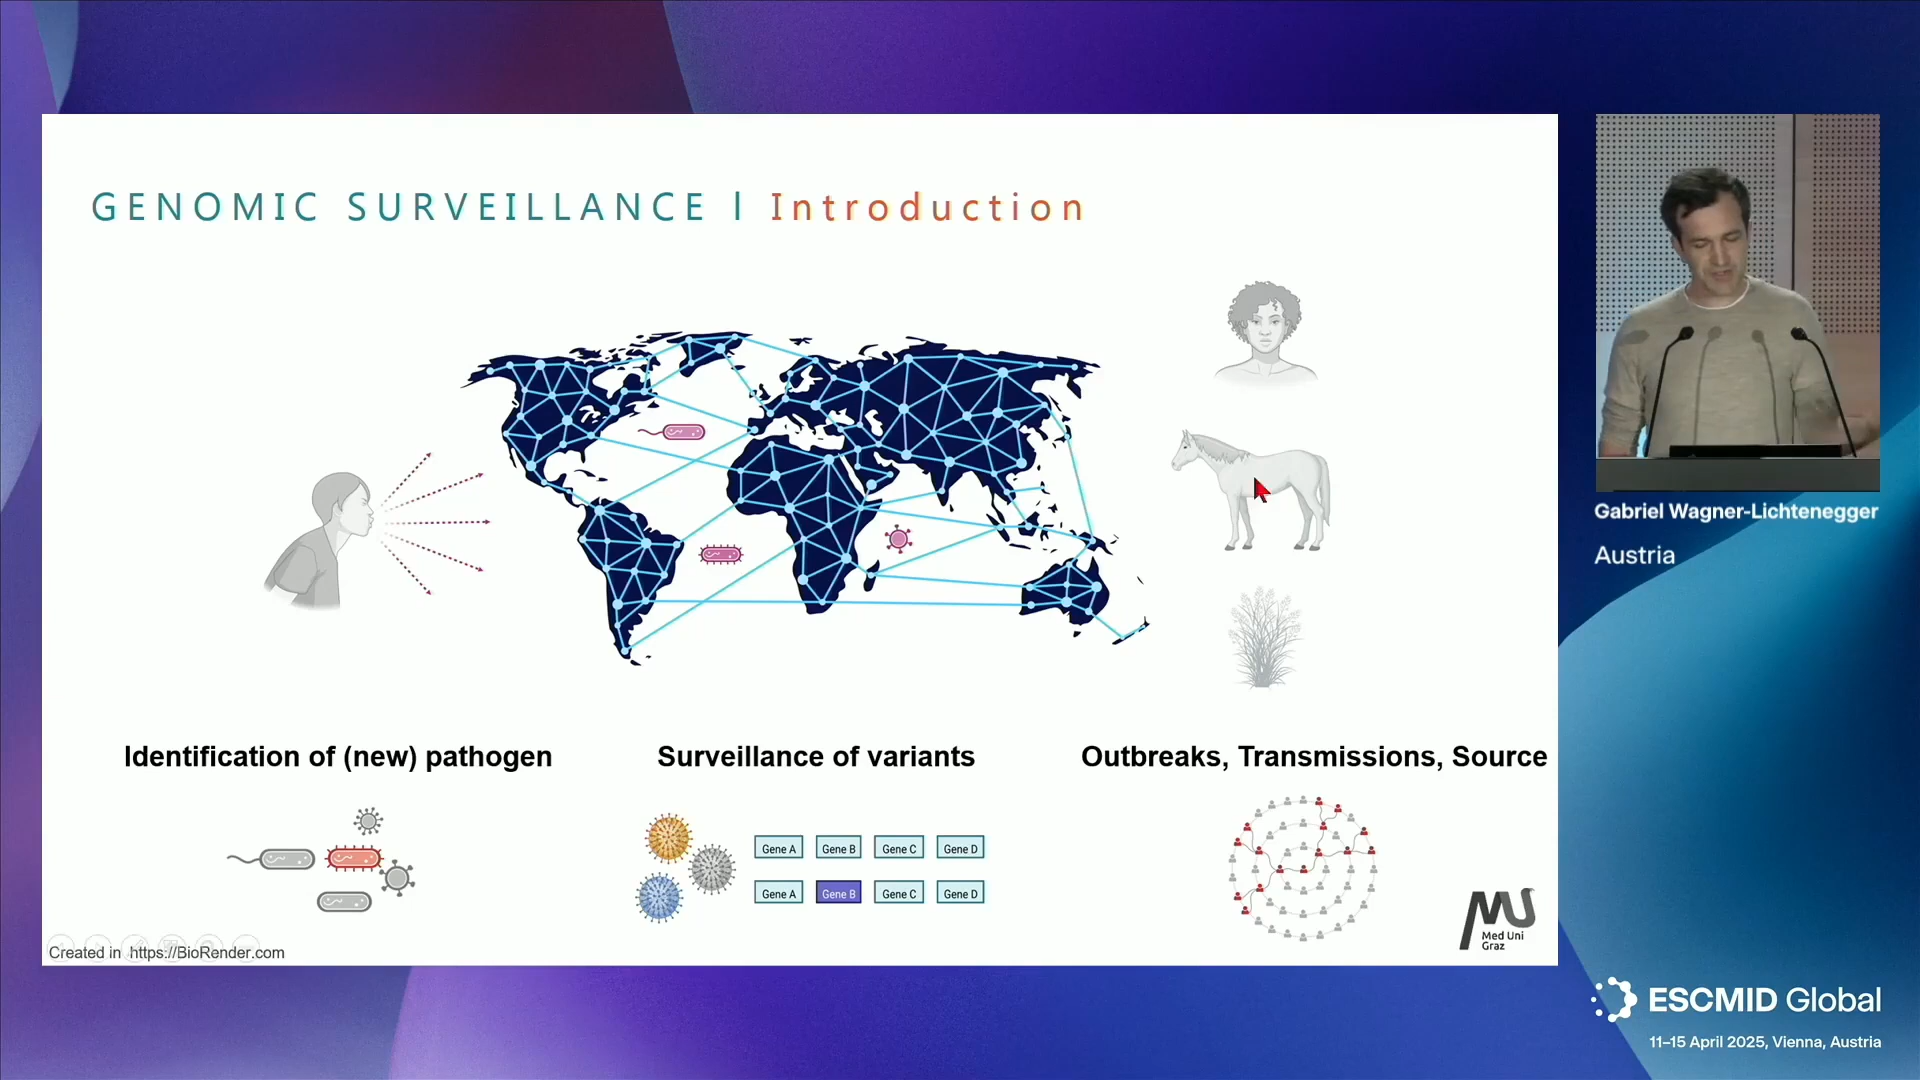 GENOMIC SURVEILLANCE | Introduction
Identification of (new) pathogen
Surveillance of variants
Outbreaks, Transmissions, Source
Gene A Gene B Gene C Gene D
Gene A Gene B Gene C Gene D
Created in https://BioRender.com
Med Uni
Graz
Gabriel Wagner-Lichtenegger
Austria
ESCMID Global
11–15 April 2025, Vienna, Austria